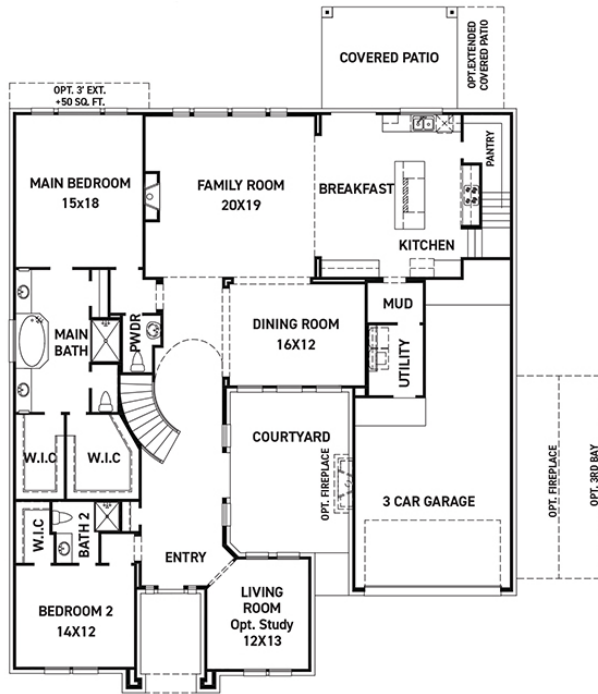 COVERED PATIO
OPT.EXTENDED
COVERED PATIO
OPT. 3' EXT.
+50 SQ. FT.
MAIN BEDROOM
15x18
FAMILY ROOM
20X19
BREAKFAST
PANTRY
KITCHEN
MUD
UTILITY
DINING ROOM
16X12
PWDR
MAIN
BATH
W.I.C
W.I.C
COURTYARD
OPT. FIREPLACE
3 CAR GARAGE
OPT. FIREPLACE
OPT. 3RD BAY
W.I.C
BATH 2
ENTRY
BEDROOM 2
14X12
LIVING
ROOM
Opt. Study
12X13